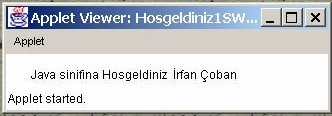 Applet Viewer: Hosgeldiniz1SW...
Applet
Java sinifina Hosgeldiniz İrfan Çoban
Applet started.